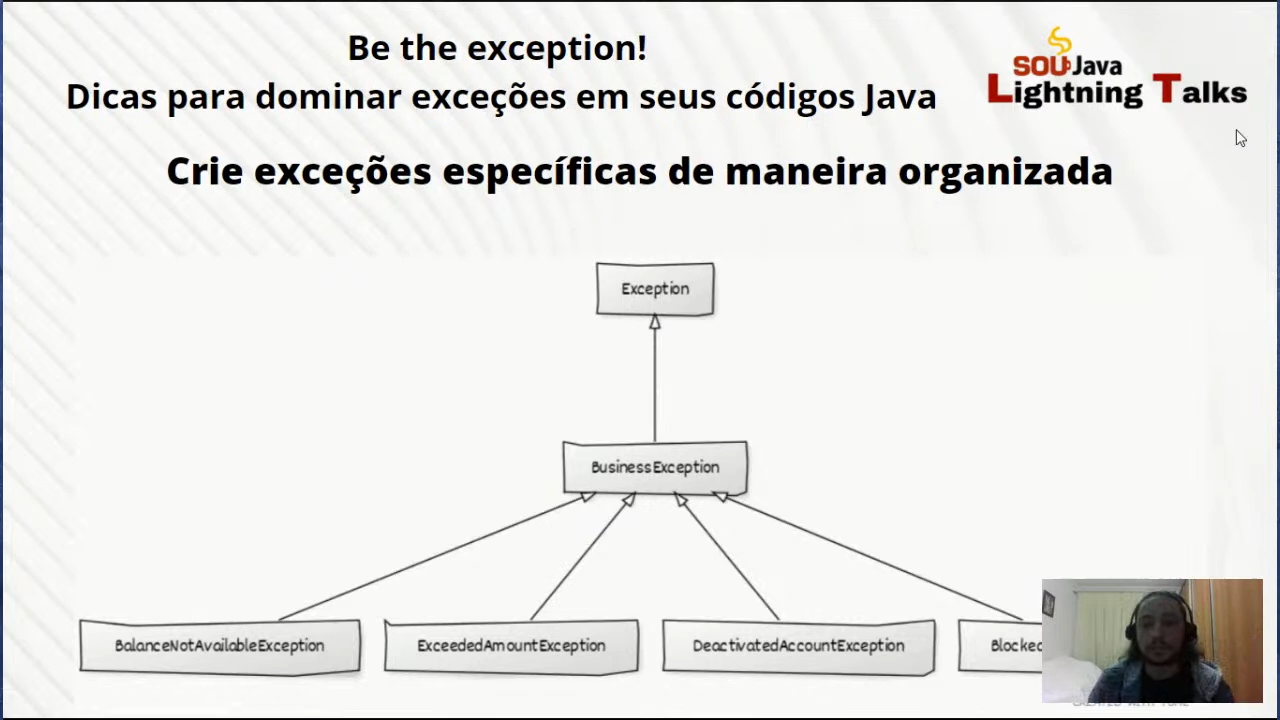 Be the exception!
Dicas para dominar exceções em seus códigos Java
SOUJava
Lightning Talks
Crie exceções específicas de maneira organizada
Exception
BusinessException
BalanceNotAvailableException
ExceededAmountException
DeactivatedAccountException